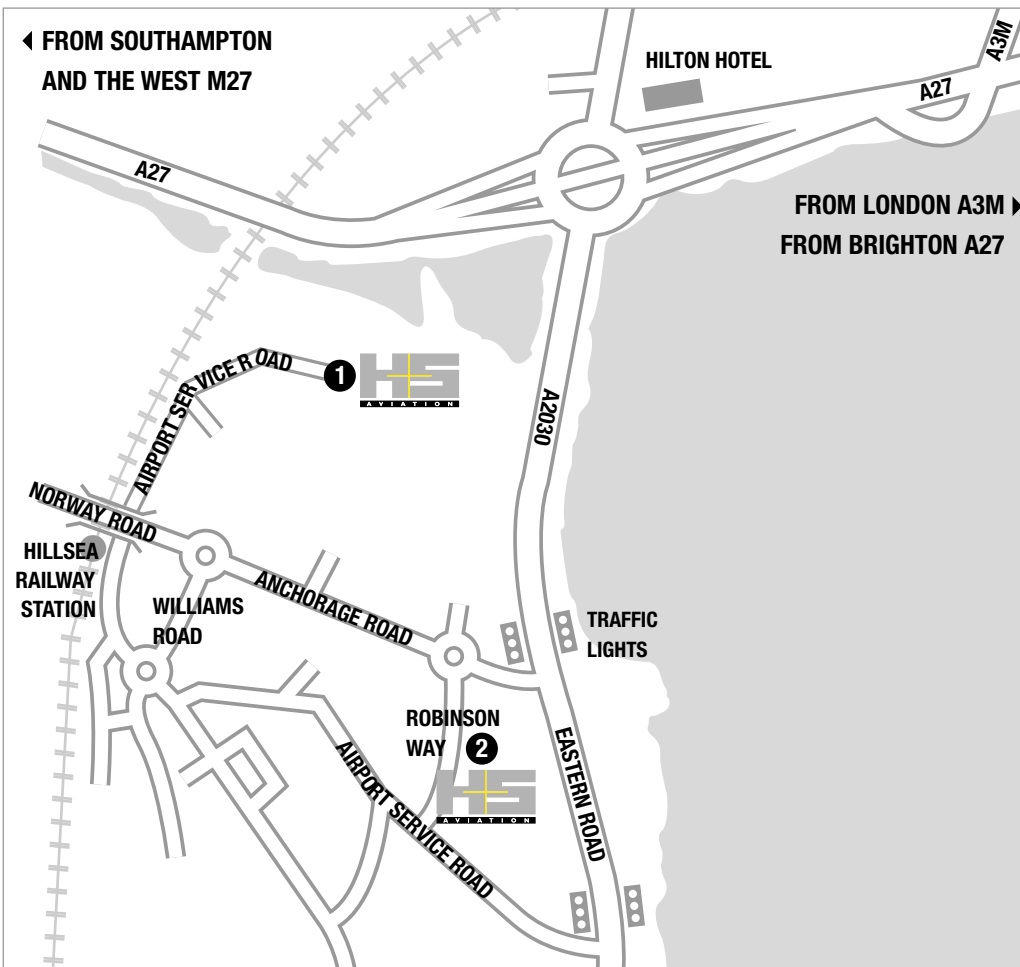 FROM SOUTHAMPTON
AND THE WEST M27
HILTON HOTEL
A3M
A27
A27
FROM LONDON A3M
FROM BRIGHTON A27
AIRPORT SERVICE ROAD
1
HS
AVIATION
A2030
NORWAY ROAD
HILLSEA
RAILWAY
STATION
WILLIAMS
ROAD
ANCHORAGE ROAD
TRAFFIC
LIGHTS
ROBINSON
WAY
2
HS
AVIATION
AIRPORT SERVICE ROAD
EASTERN ROAD